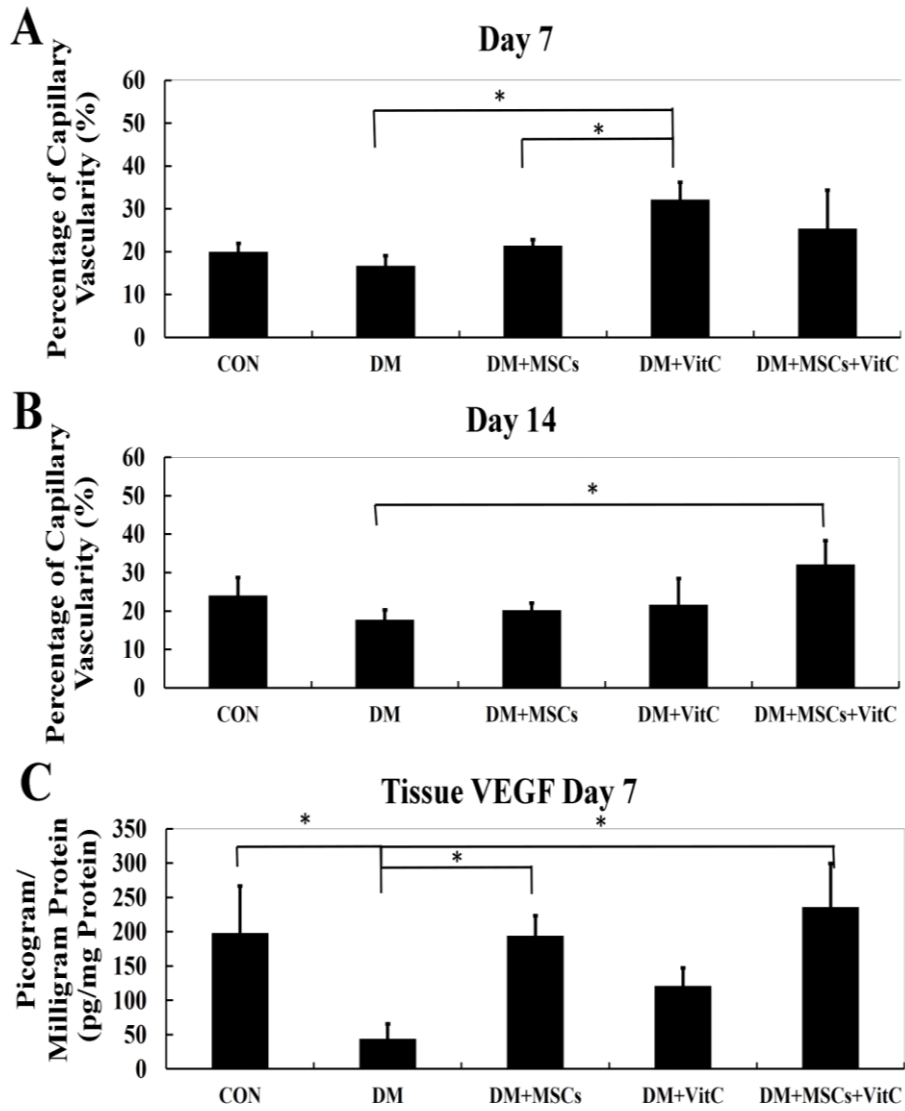 A
Day 7
Percentage of Capillary
Vascularity (%)
60
50
40
30
20
10
0
*
*
CON DM DM+MSCs DM+VitC DM+MSCs+VitC
B
Day 14
Percentage of Capillary
Vascularity (%)
60
50
40
30
20
10
0
*
CON DM DM+MSCs DM+VitC DM+MSCs+VitC
C
Tissue VEGF Day 7
Picogram/
Milligram Protein
(pg/mg Protein)
350
300
250
200
150
100
50
0
* *
*
CON DM DM+MSCs DM+VitC DM+MSCs+VitC